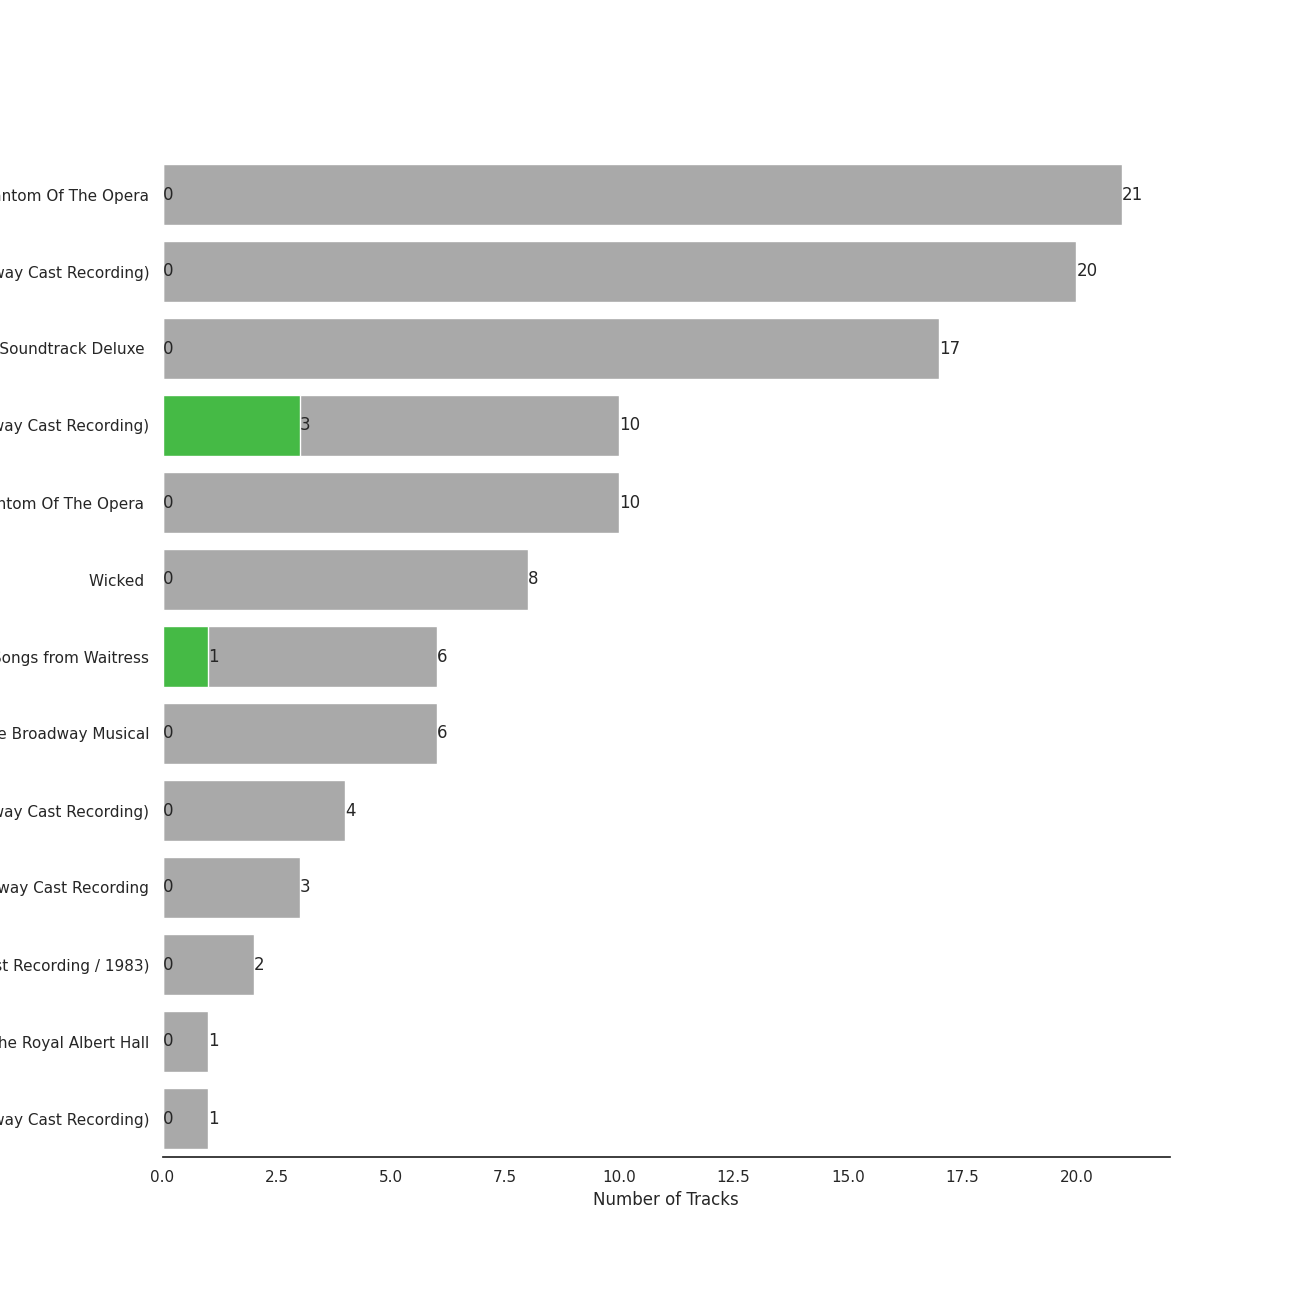 ntom Of The Opera 0 21
way Cast Recording) 0 20
Soundtrack Deluxe 0 17
way Cast Recording) 3 10
ntom Of The Opera 0 10
Wicked 0 8
Songs from Waitress 1 6
e Broadway Musical 0 6
way Cast Recording) 0 4
way Cast Recording 0 3
st Recording / 1983) 0 2
he Royal Albert Hall 0 1
way Cast Recording) 0 1
0.0 2.5 5.0 7.5 10.0 12.5 15.0 17.5 20.0
Number of Tracks